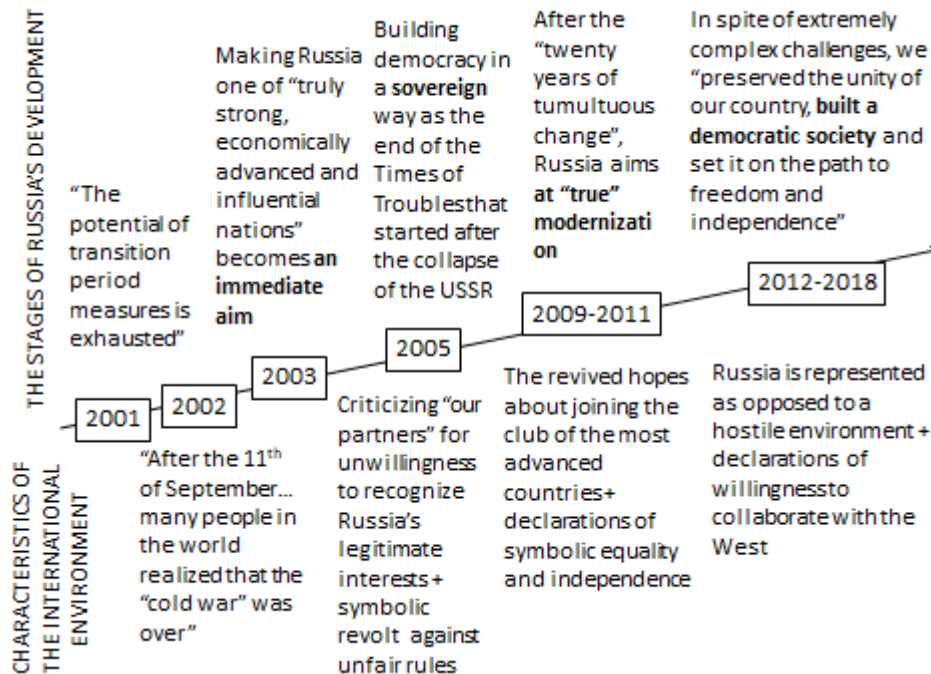 THE STAGES OF RUSSIA'S DEVELOPMENT
“The
potential of
transition
period
measures is
exhausted”
Making Russia
one of “truly
strong,
economically
advanced and
influential
nations”
becomes an
immediate
aim
Building
democracy in
a sovereign
way as the
end of the
Times of
Troublesthat
started after
the collapse
of the USSR
After the
“twenty
years of
tumultuous
change”,
Russia aims
at “true”
modernizati
on
In spite of extremely
complex challenges, we
“preserved the unity of
our country, built a
democratic society and
set it on the path to
freedom and
independence”
2001
2002
2003
2005
2009-2011
2012-2018
CHARACTERISTICS OF
THE INTERNATIONAL
ENVIRONMENT
“After the 11th
of September…
many people in
the world
realized that the
“cold war” was
over”
Criticizing “our
partners” for
unwillingness
to recognize
Russia’s
legitimate
interests+
symbolic
revolt against
unfair rules
The revived hopes
about joining the
club of the most
advanced
countries+
declarations of
symbolic equality
and independence
Russia is represented
as opposed to a
hostile environment+
declarations of
willingnessto
collaborate with the
West